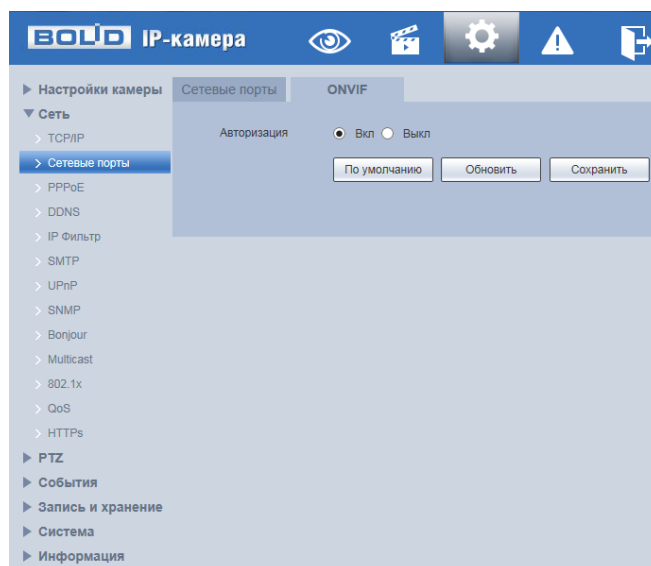 BOLID IP-камера
Настройки камеры
Сеть
TCP/IP
Сетевые порты
PPPoE
DDNS
IP Фильтр
SMTP
UPnP
SNMP
Bonjour
Multicast
802.1x
QoS
HTTPs
PTZ
События
Запись и хранение
Система
Информация
Сетевые порты ONVIF
Авторизация Вкл Выкл
По умолчанию Обновить Сохранить